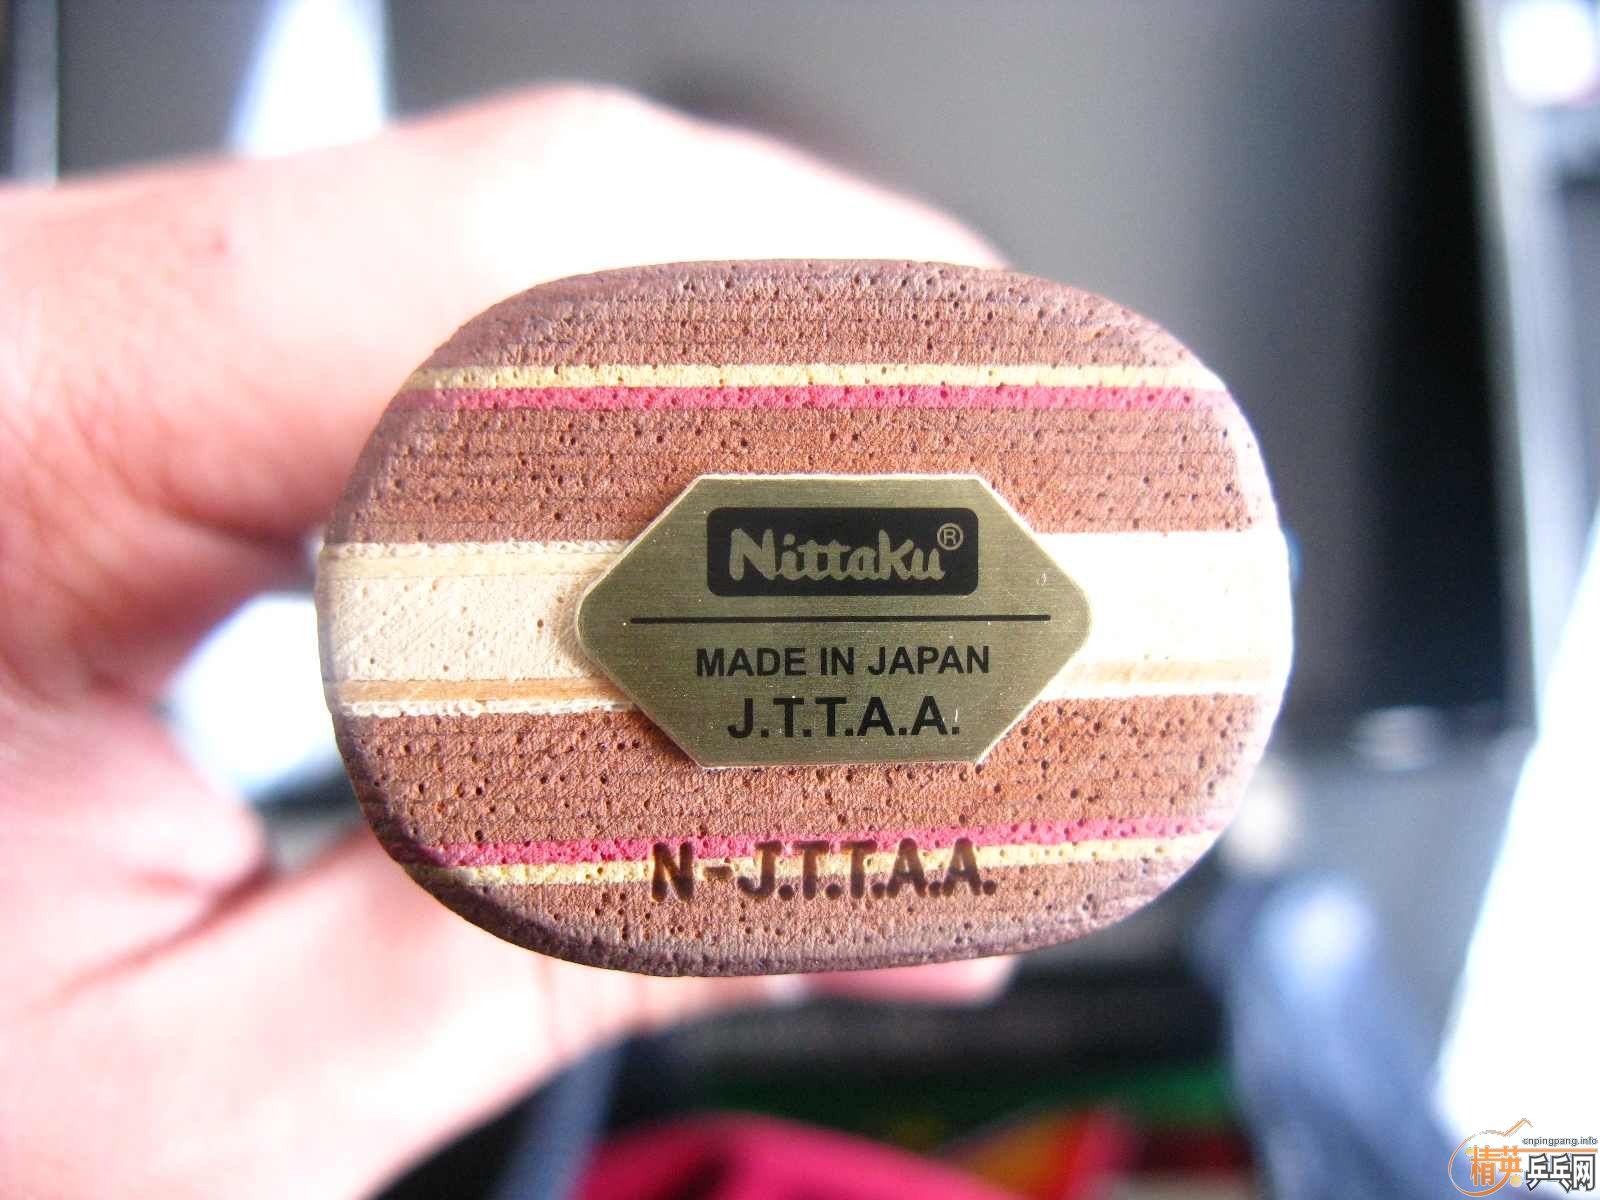 Nittaku®
MADE IN JAPAN
J.T.T.A.A.
N-J.T.T.A.A.
cnpingpang.info
精英乒乓网